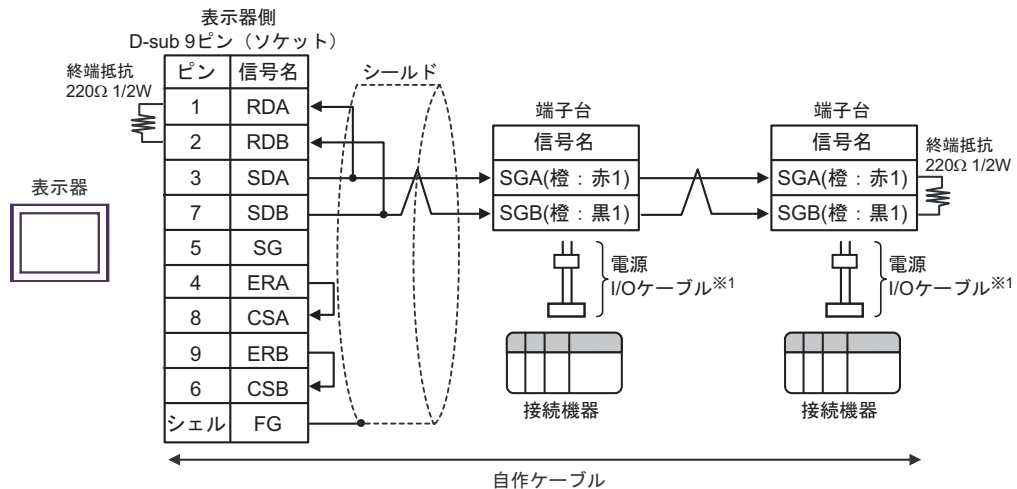 表示器側
D-sub 9ピン（ソケット）
終端抵抗
220Ω 1/2W
ピン 信号名
1 RDA
2 RDB
3 SDA
7 SDB
5 SG
4 ERA
8 CSA
9 ERB
6 CSB
シェル FG
表示器
シールド
端子台
信号名
SGA(橙：赤1)
SGB(橙：黒1)
電源
I/Oケーブル※1
接続機器
端子台
信号名
SGA(橙：赤1)
SGB(橙：黒1)
終端抵抗
220Ω 1/2W
電源
I/Oケーブル※1
接続機器
自作ケーブル